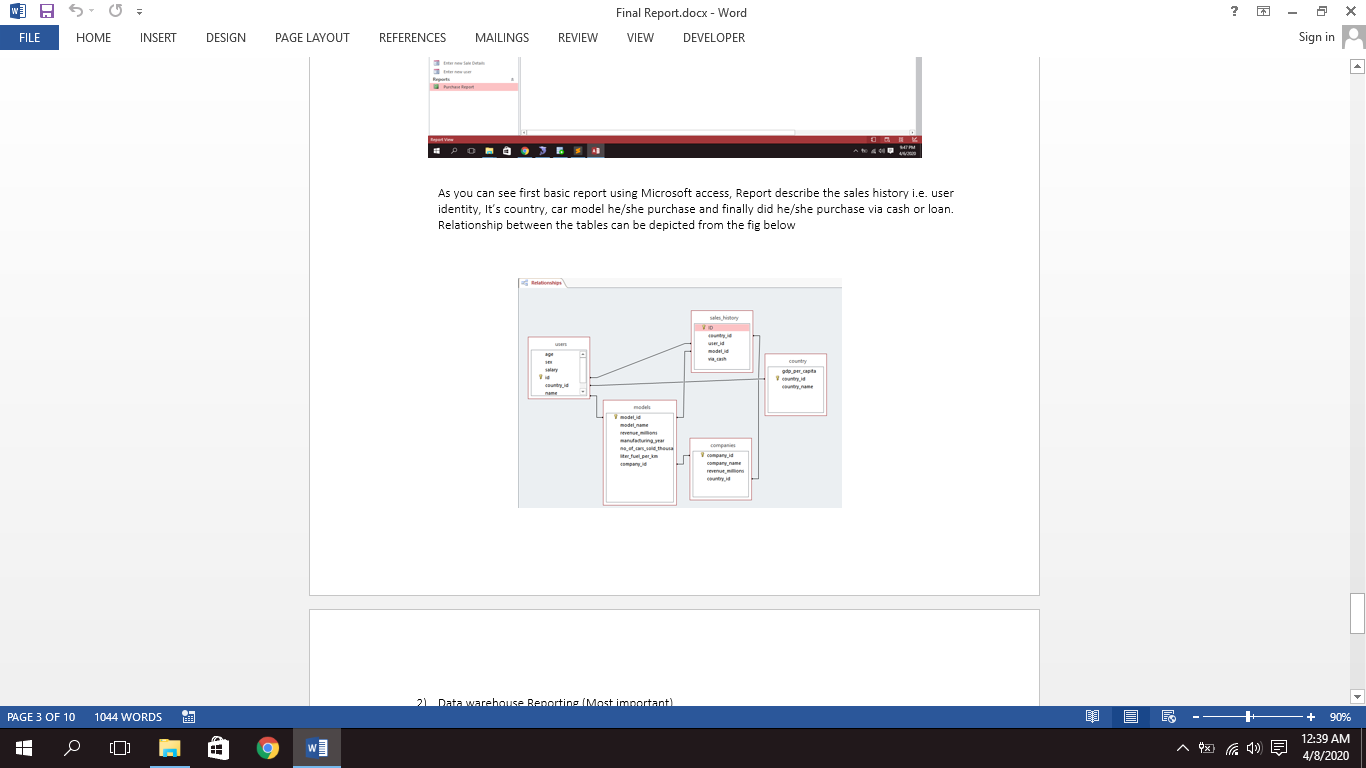 Final Report.docx - Word
?
FILE
HOME
INSERT
DESIGN
PAGE LAYOUT
REFERENCES
MAILINGS
REVIEW
VIEW
DEVELOPER
Sign in
Enter new Sale Details
Enter new user
Reports
Purchase Report
Report View
9:47 PM
4/6/2020
As you can see first basic report using Microsoft access, Report describe the sales history i.e. user
identity, It's country, car model he/she purchase and finally did he/she purchase via cash or loan.
Relationship between the tables can be depicted from the fig below
Relationships
users
age
sex
salary
id
country_id
name
sales_history
ID
country_id
user_id
model_id
via_cash
country
gdp_per_capita
country_id
country_name
models
model_id
model_name
revenue_millions
manufacturing_year
no_of_cars_sold_thousa
liter_fuel_per_km
company_id
companies
company_id
company_name
revenue_millions
country_id
2) Data warehouse Reporting (Most important)
PAGE 3 OF 10
1044 WORDS
90%
12:39 AM
4/8/2020